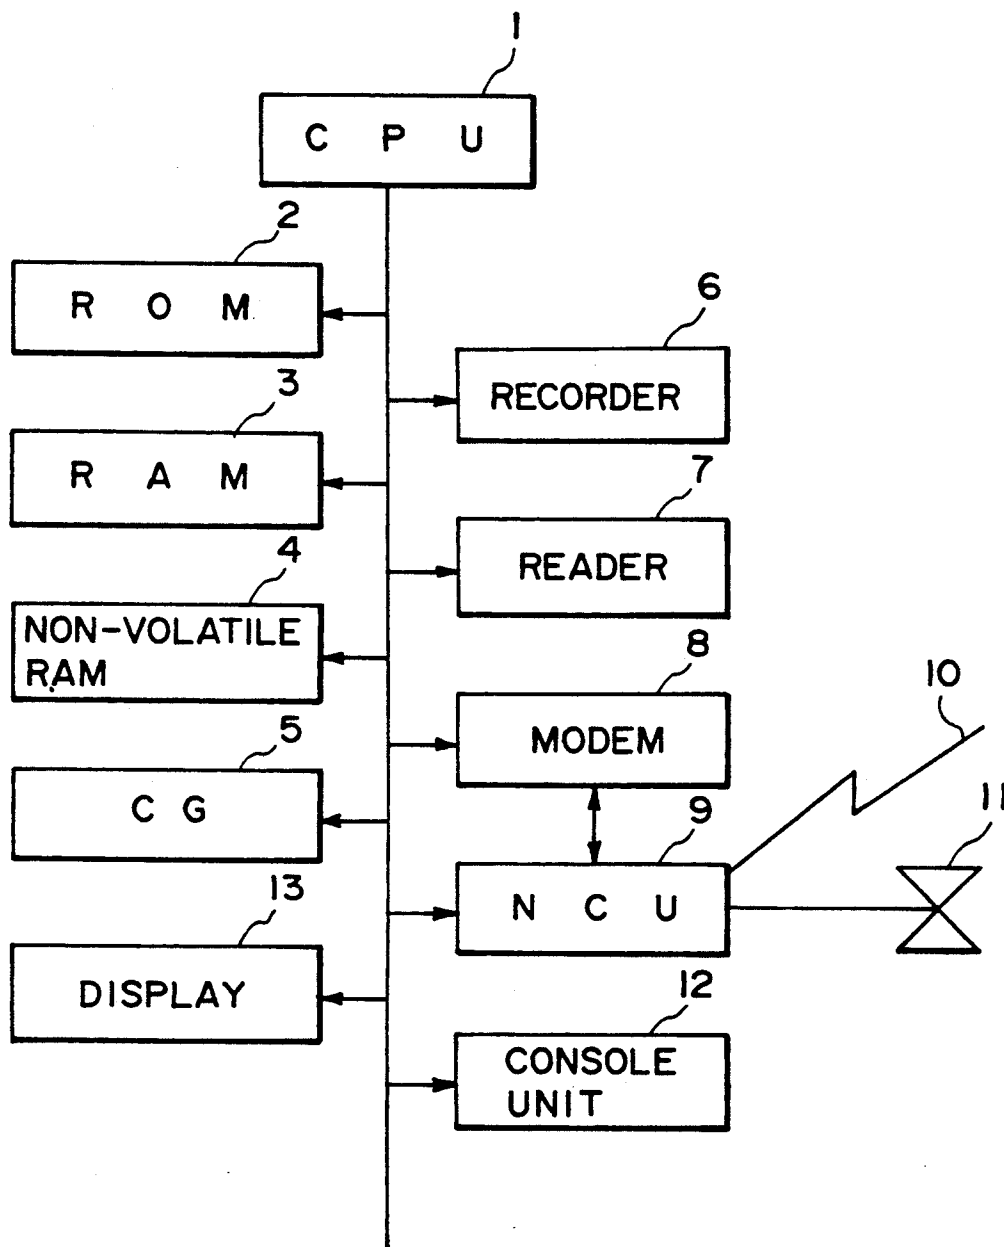 1
C P U
2
R O M
3
R A M
4
NON-VOLATILE
RAM
5
C G
13
DISPLAY
6
RECORDER
7
READER
8
MODEM
9
N C U
10
11
12
CONSOLE
UNIT